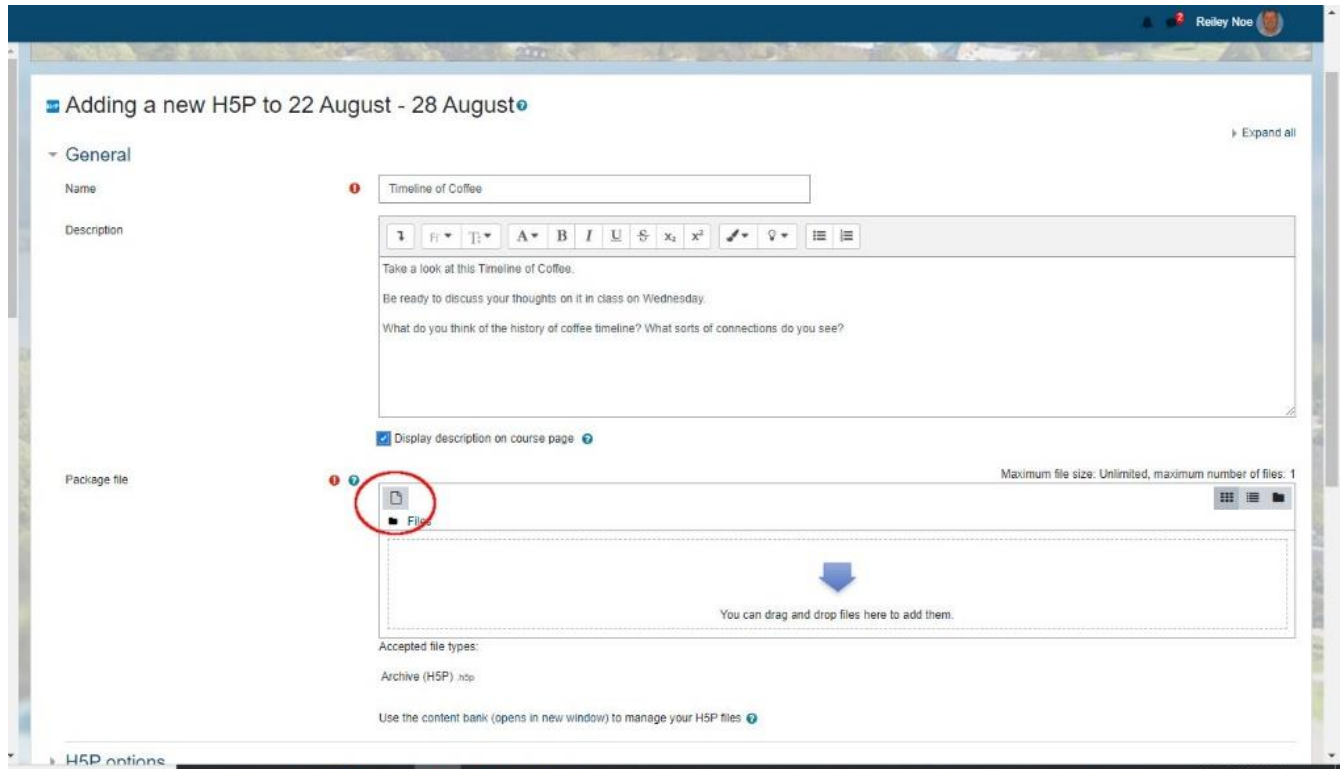 2 Reiley Noe
Adding a new H5P to 22 August - 28 August
Expand all
General
Name
Timeline of Coffee
Description
A B I U S x₂ x²
Take a look at this Timeline of Coffee.
Be ready to discuss your thoughts on it in class on Wednesday.
What do you think of the history of coffee timeline? What sorts of connections do you see?
Display description on course page
Package file
Maximum file size: Unlimited, maximum number of files: 1
Files
You can drag and drop files here to add them.
Accepted file types:
Archive (H5P) .h5p
Use the content bank (opens in new window) to manage your H5P files
H5P options